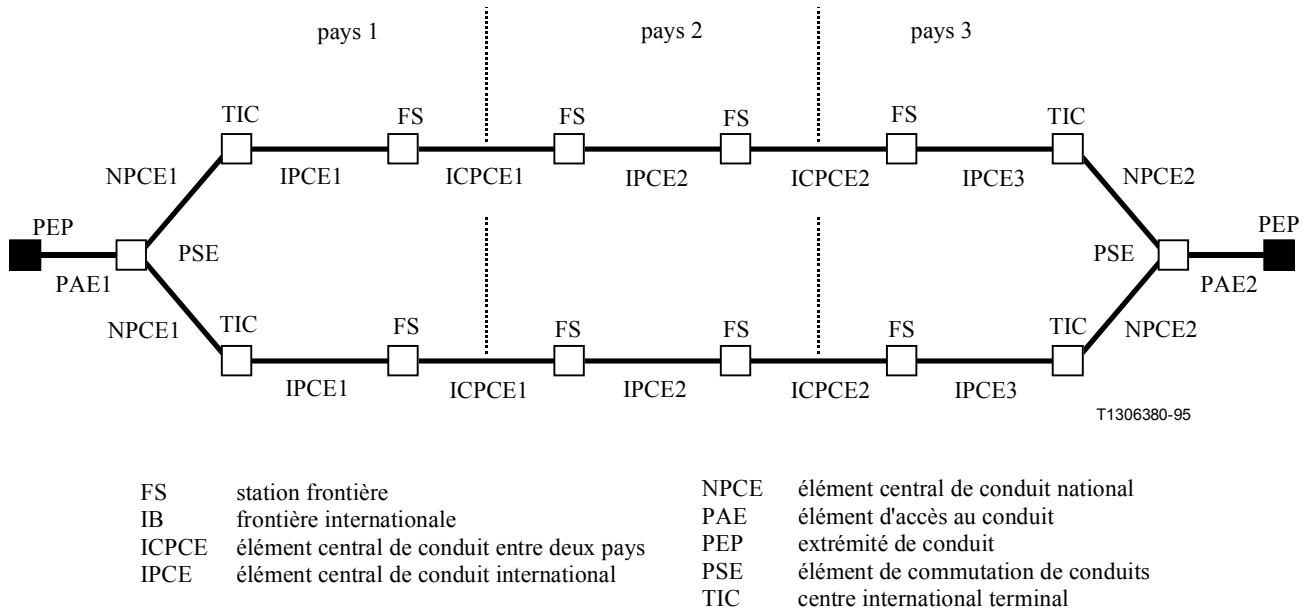 pays 1 pays 2 pays 3
TIC FS FS FS FS TIC
NPCE1 IPCE1 ICPCE1 IPCE2 ICPCE2 IPCE3 NPCE2
PEP PSE PSE PEP
PAE1 PAE2
NPCE1 TIC FS FS FS FS TIC NPCE2
IPCE1 ICPCE1 IPCE2 ICPCE2 IPCE3
T1306380-95
FS station frontière
IB frontière internationale
ICPCE élément central de conduit entre deux pays
IPCE élément central de conduit international
NPCE élément central de conduit national
PAE élément d'accès au conduit
PEP extrémité de conduit
PSE élément de commutation de conduits
TIC centre international terminal